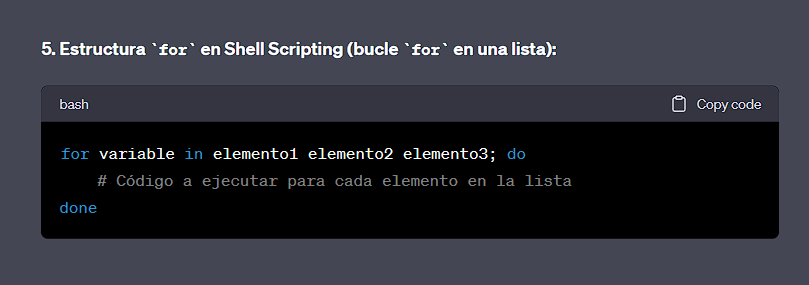 5. Estructura `for` en Shell Scripting (bucle `for` en una lista):
bash
Copy code
for variable in elemento1 elemento2 elemento3; do
    # Código a ejecutar para cada elemento en la lista
done